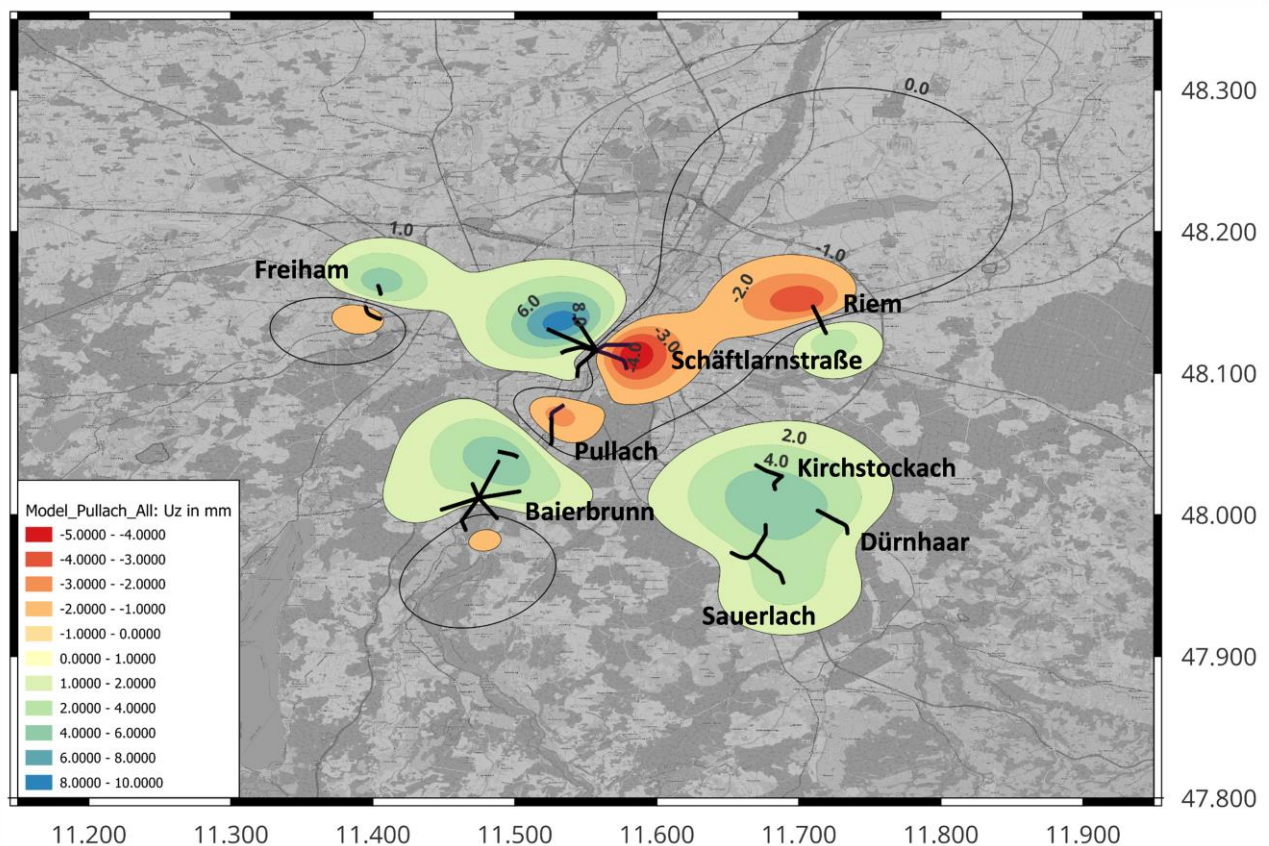 0.0
48.300
1.0
48.200
-1.0
Freiham
-2.0
Riem
6.0
8.0
-3.0
Schäftlarnstraße
-4.0
48.100
2.0
Pullach
4.0
Kirchstockach
Model_Pullach_All: Uz in mm
-5.0000 - -4.0000
-4.0000 - -3.0000
-3.0000 - -2.0000
-2.0000 - -1.0000
-1.0000 - 0.0000
0.0000 - 1.0000
1.0000 - 2.0000
2.0000 - 4.0000
4.0000 - 6.0000
6.0000 - 8.0000
8.0000 - 10.0000
Baierbrunn
48.000
Dürnhaar
Sauerlach
47.900
47.800
11.200 11.300 11.400 11.500 11.600 11.700 11.800 11.900